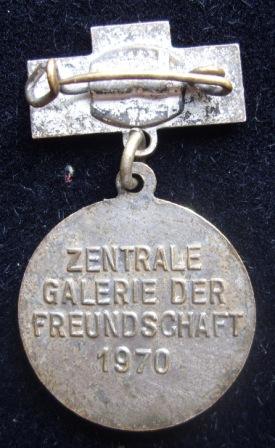 ZENTRALE
GALERIE DER
FREUNDSCHAFT
1970